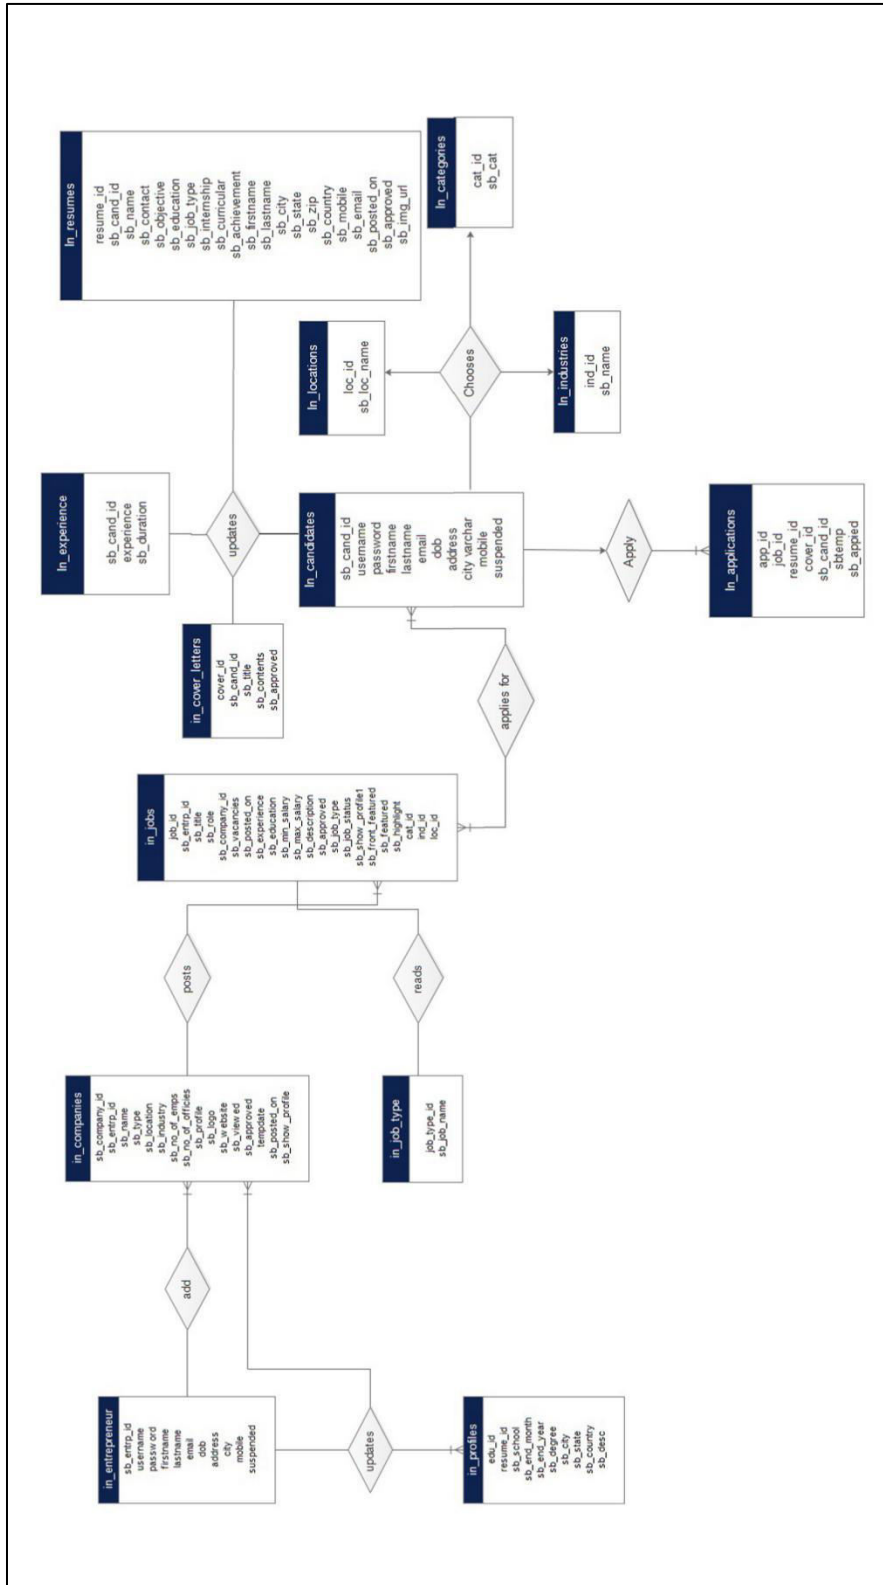 in_entrepreneur
sb_entrp_id
username
password
firstname
lastname
email
dob
address
city
mobile
suspended
updates
in_profiles
edu_id
resume_id
sb_school
sb_end_month
sb_end_year
sb_degree
sb_city
sb_state
sb_country
sb_desc
add
in_companies
sb_company_id
sb_entrp_id
sb_name
sb_type
sb_location
sb_industry
sb_no_of_emps
sb_no_of_officies
sb_profile
sb_logo
sb_website
sb_viewed
sb_approved
tempdate
sb_posted_on
sb_show_profile
in_job_type
job_type_id
sb_job_name
posts
reads
in_jobs
job_id
sb_entrp_id
sb_title
sb_role
sb_company_id
sb_vacancies
sb_posted_on
sb_experience
sb_education
sb_min_salary
sb_max_salary
sb_description
sb_approved
sb_job_type
sb_job_status
sb_show_profile1
sb_front_featured
sb_featured
sb_highlight
cat_id
ind_id
loc_id
applies for
in_cover_letters
cover_id
sb_cand_id
sb_title
sb_contents
sb_approved
In_experience
sb_cand_id
experience
sb_duration
updates
In_candidates
sb_cand_id
username
password
firstname
lastname
email
dob
address
city varchar
mobile
suspended
Apply
In_applications
app_id
job_id
resume_id
cover_id
sb_cand_id
sbtemp
sb_appied
In_resumes
resume_id
sb_cand_id
sb_name
sb_contact
sb_objective
sb_education
sb_job_type
sb_internship
sb_curricular
sb_achievement
sb_firstname
sb_lastname
sb_city
sb_state
sb_zip
sb_country
sb_mobile
sb_email
sb_posted_on
sb_approved
sb_img_url
In_locations
loc_id
sb_loc_name
Chooses
In_industries
ind_id
sb_name
In_categories
cat_id
sb_cat